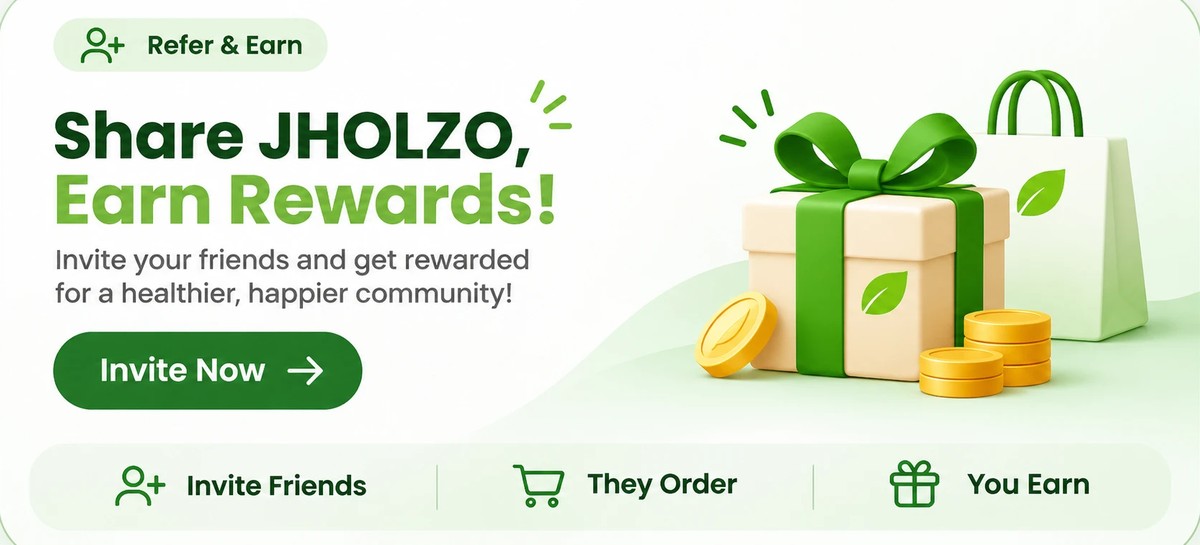 Refer & Earn
Share JHOLZO,
Earn Rewards!
Invite your friends and get rewarded
for a healthier, happier community!
Invite Now
Invite Friends
They Order
You Earn